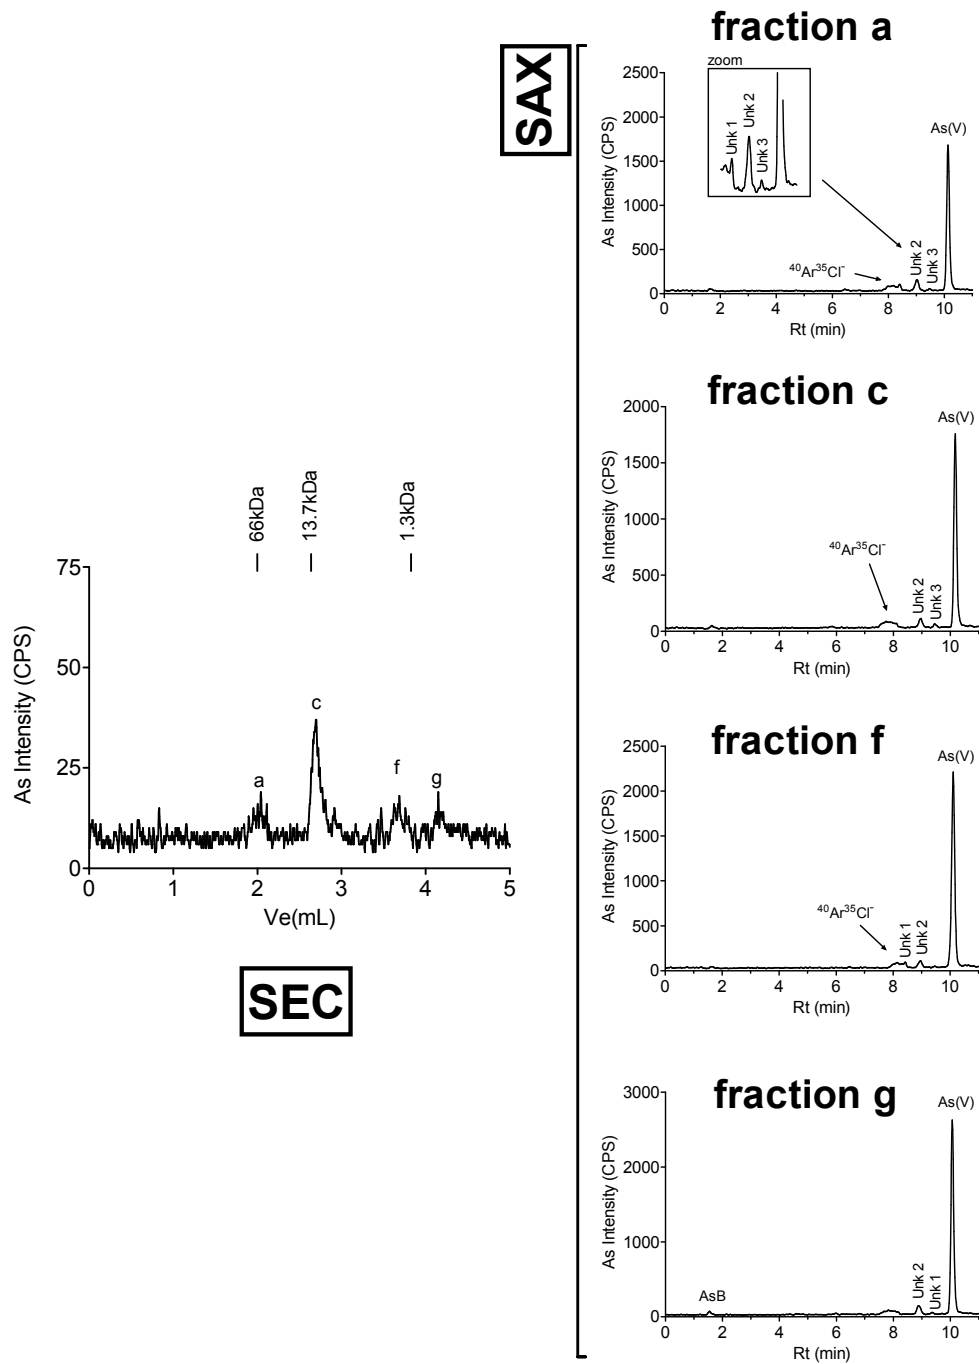 fraction a
SAX
zoom
Unk 1
Unk 2
Unk 3
As(V)
As Intensity (CPS)
2500
2000
1500
1000
500
0
40Ar35Cl-
Unk 2
Unk 3
0 2 4 6 8 10
Rt (min)
fraction c
As(V)
As Intensity (CPS)
2000
1500
1000
500
0
40Ar35Cl-
Unk 2
Unk 3
0 2 4 6 8 10
Rt (min)
66kDa
13.7kDa
1.3kDa
As Intensity (CPS)
75
50
25
0
a
c
f
g
0 1 2 3 4 5
Ve(mL)
SEC
fraction f
As(V)
As Intensity (CPS)
2500
2000
1500
1000
500
0
40Ar35Cl-
Unk 1
Unk 2
0 2 4 6 8 10
Rt (min)
fraction g
As(V)
As Intensity (CPS)
3000
2000
1000
0
AsB
Unk 2
Unk 1
0 2 4 6 8 10
Rt (min)